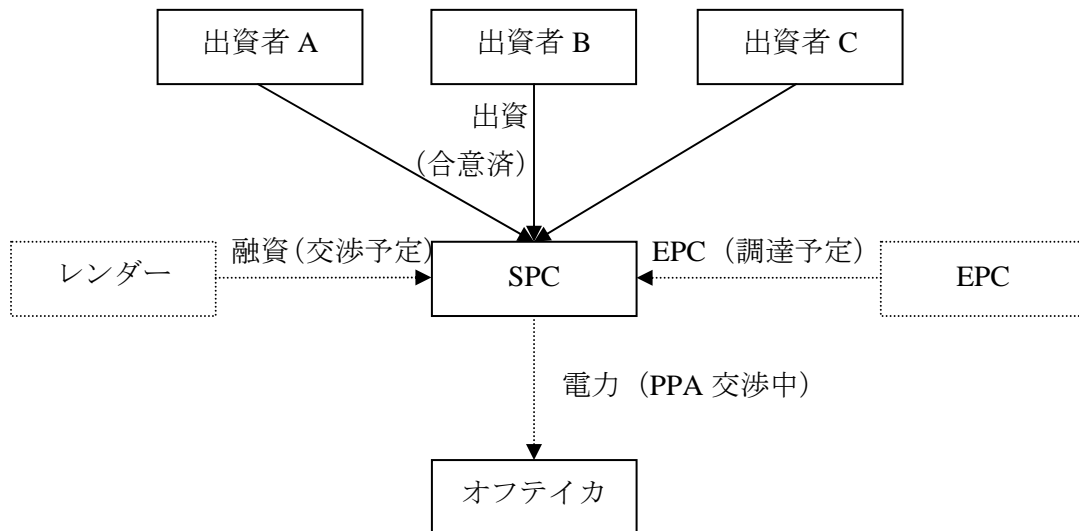 出資者 A
出資者 B
出資者 C
出資
(合意済)
レンダー
融資(交渉予定)
SPC
EPC（調達予定）
EPC
電力（PPA 交渉中）
オフテイカ